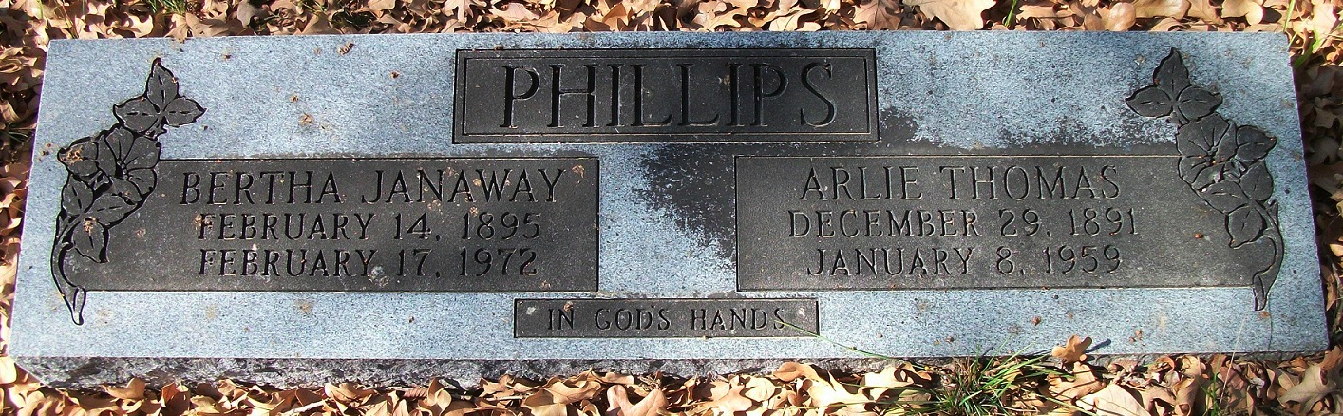 PHILLIPS
BERTHA JANAWAY
FEBRUARY 14, 1895
FEBRUARY 17, 1972
ARLIE THOMAS
DECEMBER 29, 1891
JANUARY 8, 1959
IN GODS HANDS